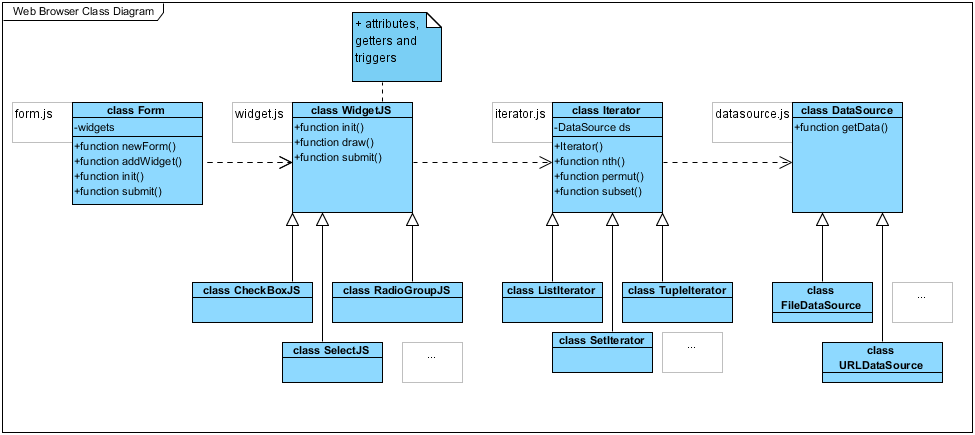 Web Browser Class Diagram
+ attributes,
getters and
triggers
form.js
class Form
-widgets
+function newForm()
+function addWidget()
+function init()
+function submit()
widget.js
class WidgetJS
+function init()
+function draw()
+function submit()
iterator.js
class Iterator
-DataSource ds
+Iterator()
+function nth()
+function permut()
+function subset()
datasource.js
class DataSource
+function getData()
class CheckBoxJS
class RadioGroupJS
class SelectJS
...
class ListIterator
class TupleIterator
class SetIterator
...
class
FileDataSource
...
class
URLDataSource